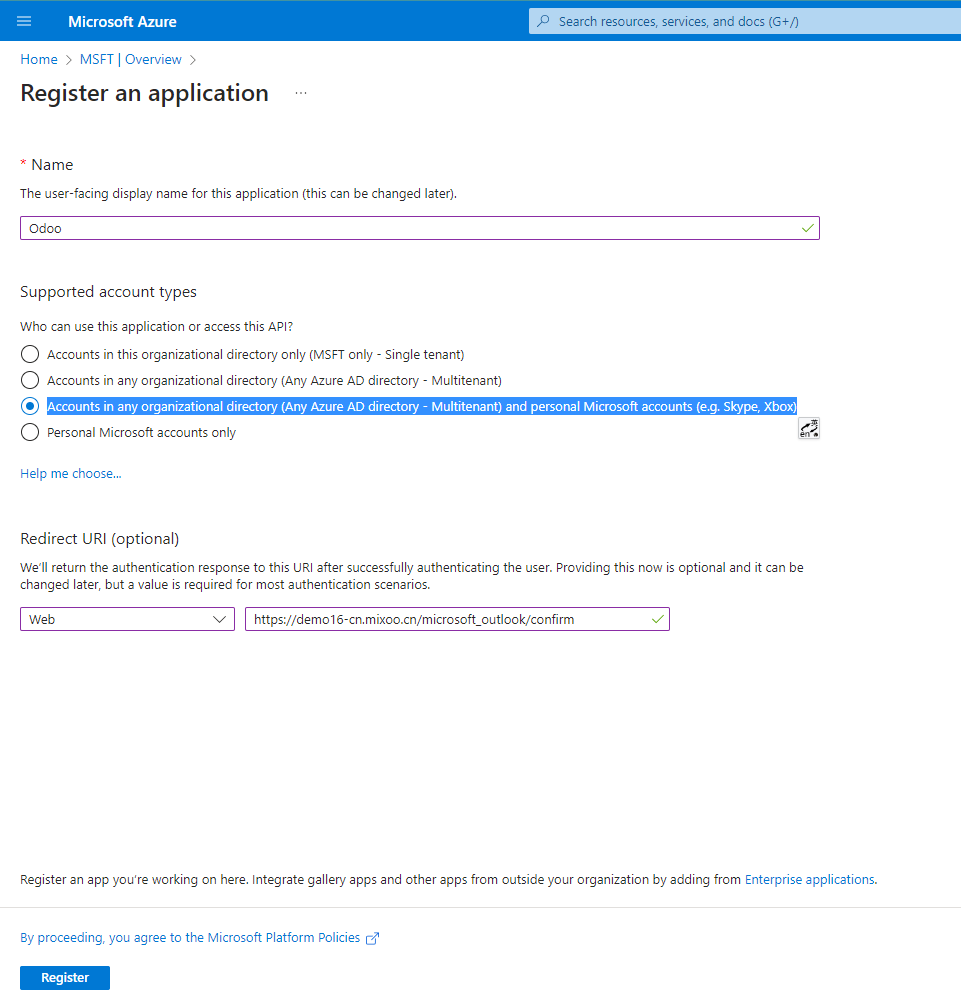 Microsoft Azure
Search resources, services, and docs (G+/)
Home > MSFT | Overview >
Register an application ...
* Name
The user-facing display name for this application (this can be changed later).
Odoo
Supported account types
Who can use this application or access this API?
Accounts in this organizational directory only (MSFT only - Single tenant)
Accounts in any organizational directory (Any Azure AD directory - Multitenant)
Accounts in any organizational directory (Any Azure AD directory - Multitenant) and personal Microsoft accounts (e.g. Skype, Xbox)
Personal Microsoft accounts only
英
en
Help me choose...
Redirect URI (optional)
We'll return the authentication response to this URI after successfully authenticating the user. Providing this now is optional and it can be
changed later, but a value is required for most authentication scenarios.
Web
https://demo16-cn.mixoo.cn/microsoft_outlook/confirm
Register an app you're working on here. Integrate gallery apps and other apps from outside your organization by adding from Enterprise applications.
By proceeding, you agree to the Microsoft Platform Policies
Register